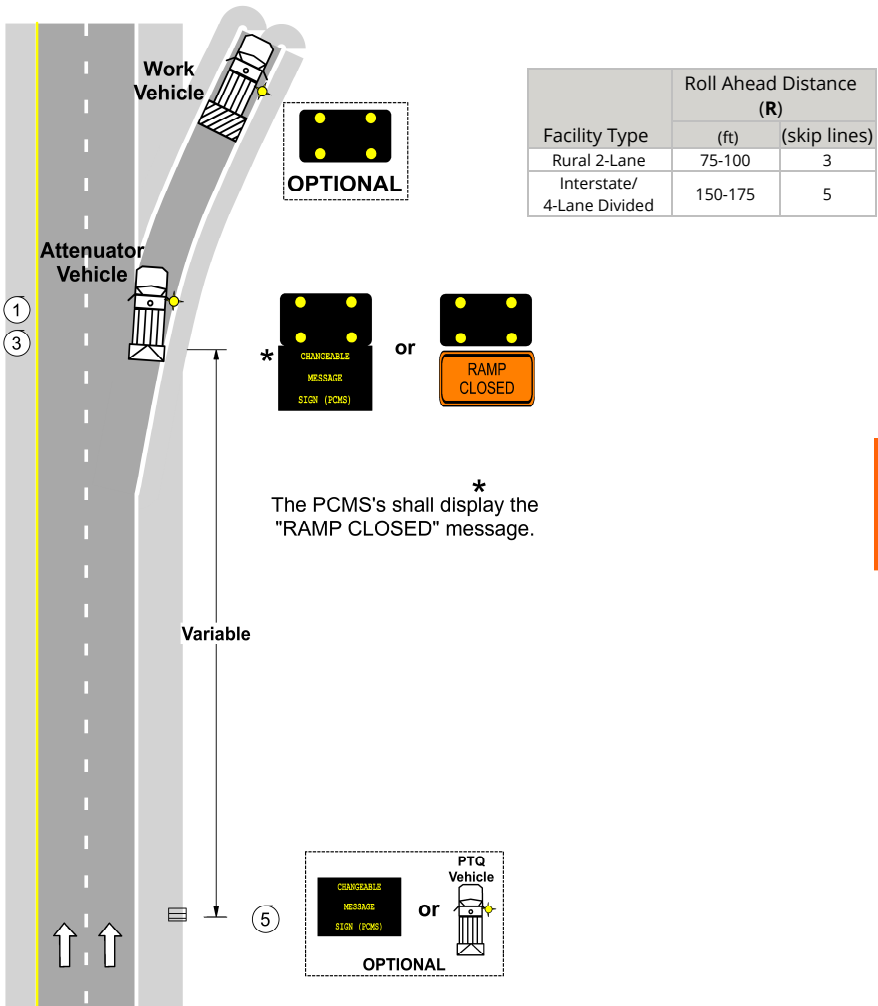 Work
Vehicle
OPTIONAL
Roll Ahead Distance
(R)
Facility Type
(ft)
(skip lines)
Rural 2-Lane
75-100
3
Interstate/
4-Lane Divided
150-175
5
Attenuator
Vehicle
1
3
*
CHANGEABLE
MESSAGE
SIGN (PCMS)
or
RAMP
CLOSED
*
The PCMS's shall display the
"RAMP CLOSED" message.
Variable
5
CHANGEABLE
MESSAGE
SIGN (PCMS)
or
PTQ
Vehicle
OPTIONAL